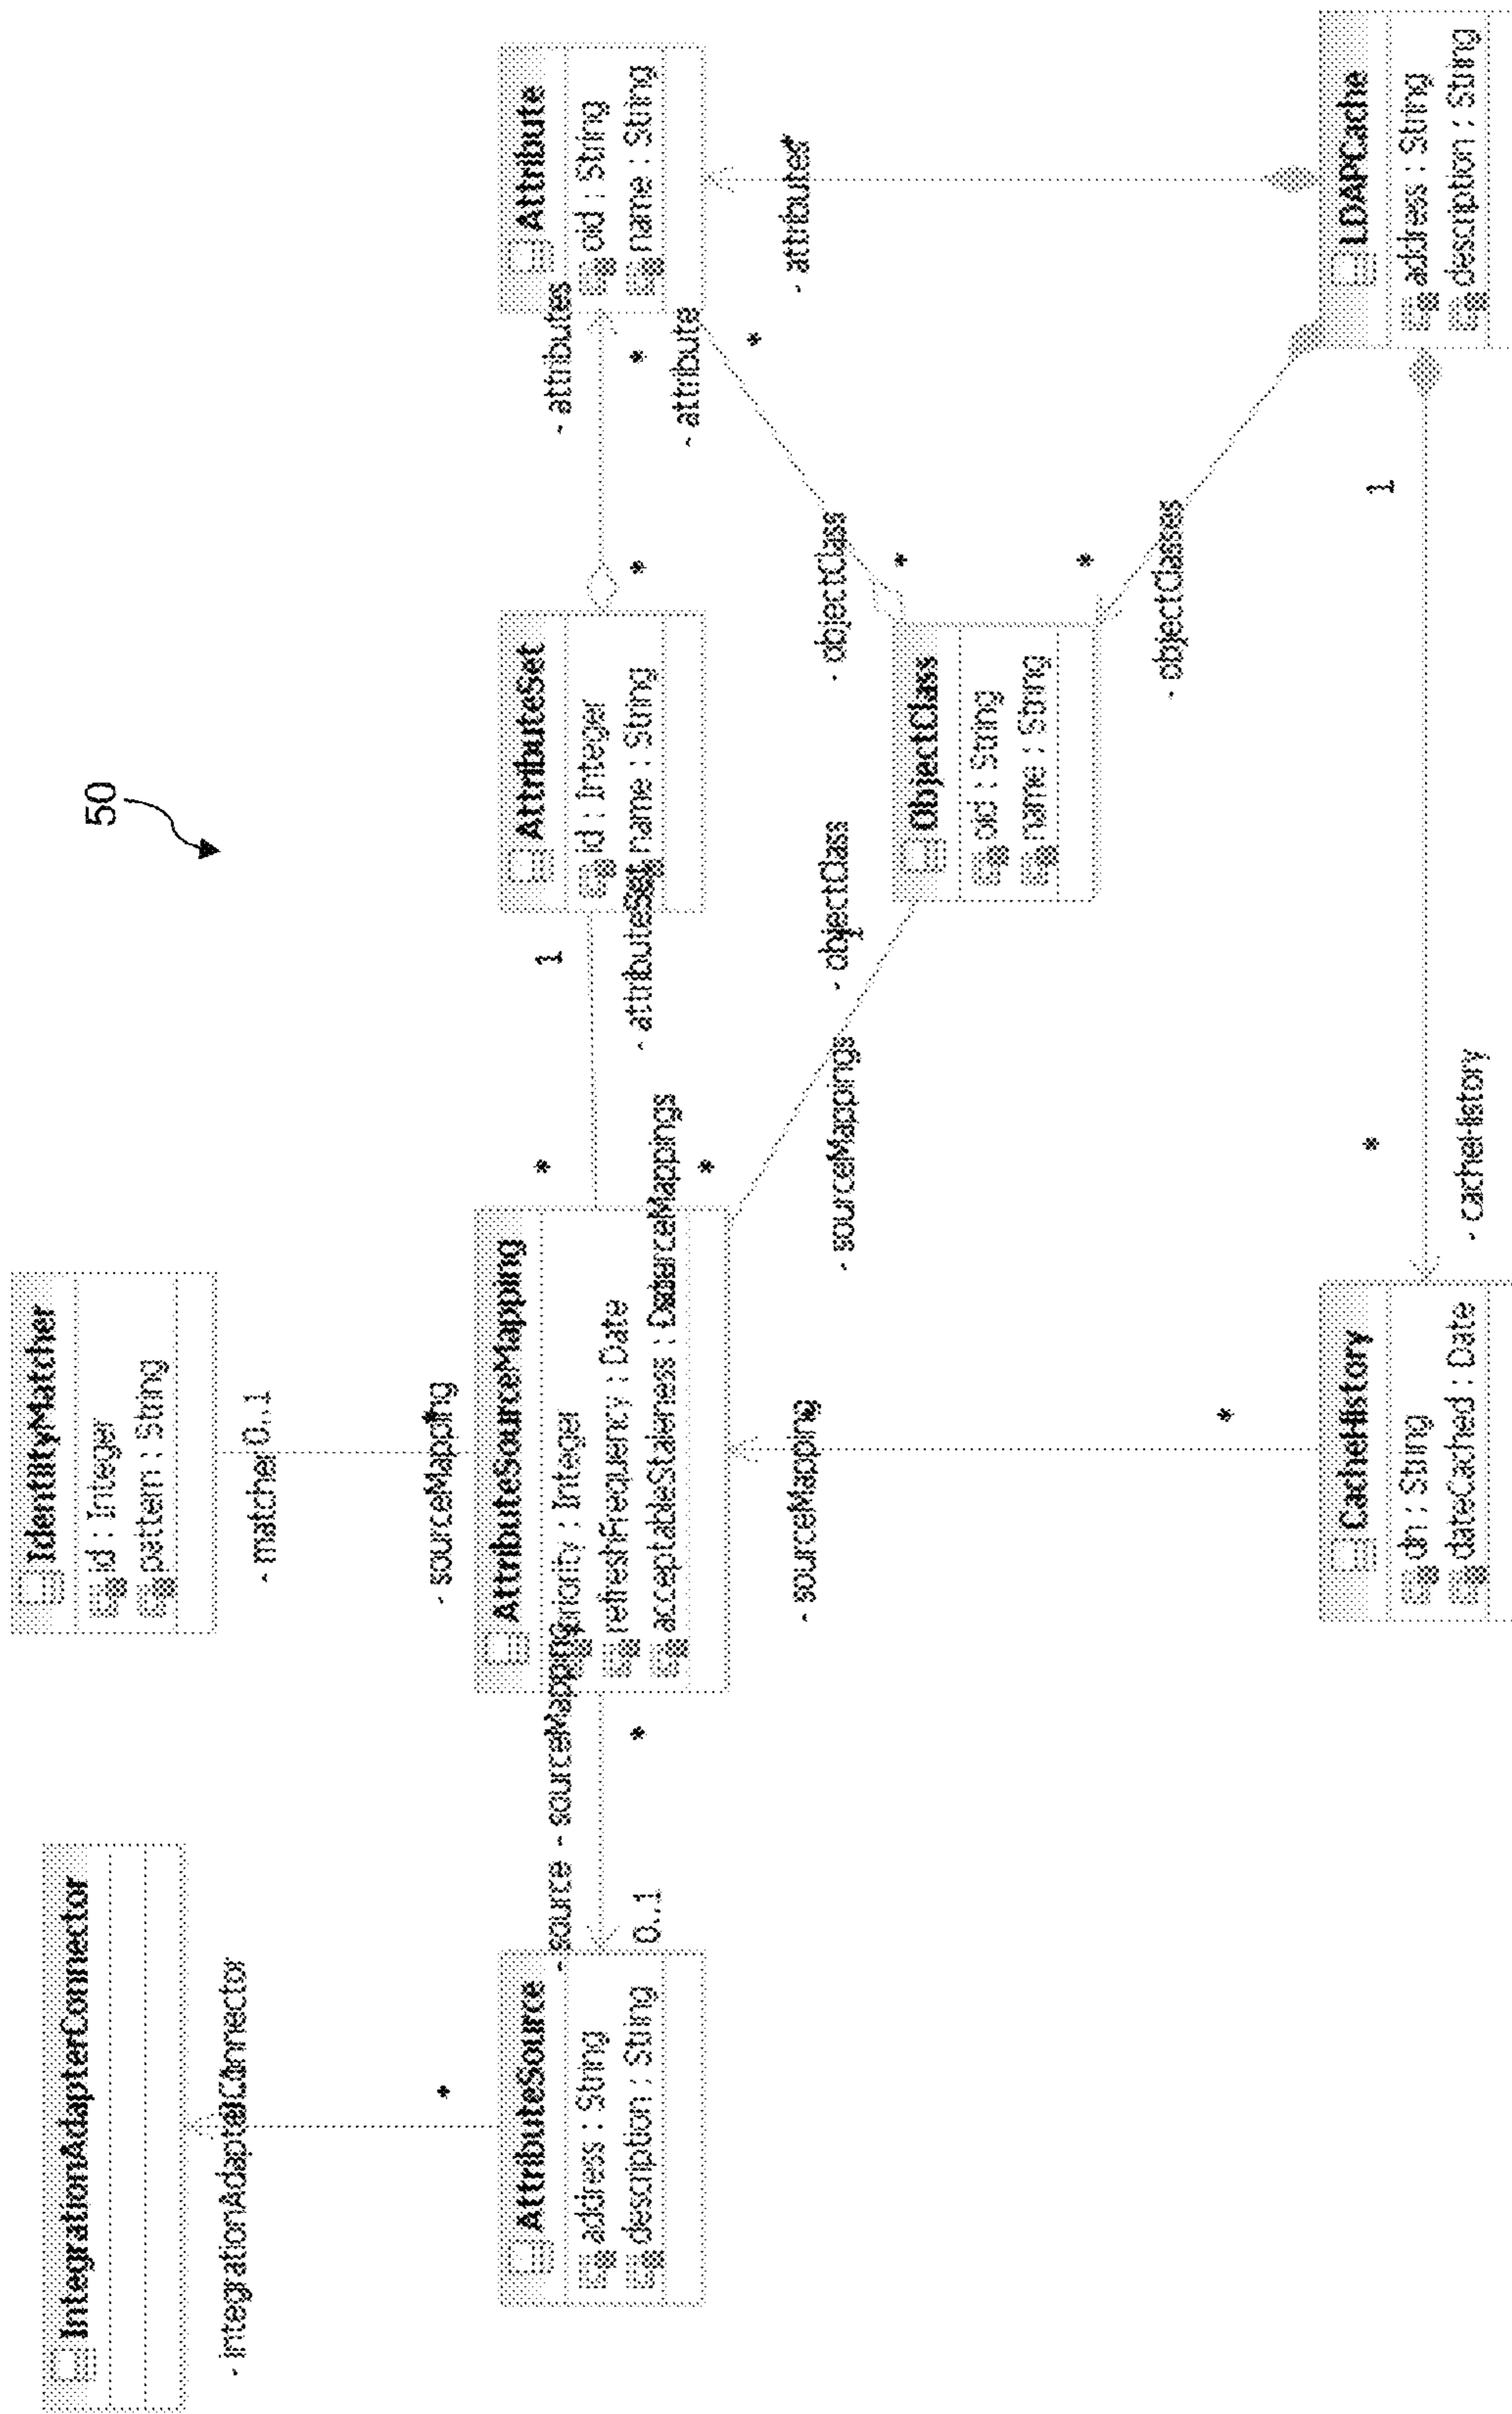 50
IntegrationAdapterConnector
- integrationAdapterConnector
*
IdentityMatcher
id : Integer
pattern : String
- matcher 0..1
- sourceMapping
*
AttributeSource
address : String
description : String
- source
0..1
- sourceMapping
*
AttributeSourceMapping
priority : Integer
refreshFrequency : Date
acceptableStaleness :
- sourceMappings
*
*
1
- attributeSet
AttributeSet
id : Integer
name : String
*
- attributes
*
Attribute
oid : String
name : String
- attribute
*
- objectClass
*
- sourceMappings
- objectClass
1
ObjectClass
oid : String
name : String
*
- objectClasses
- attributes
*
- sourceMapping
*
CacheHistory
dn : String
dateCached : Date
*
- cacheHistory
1
LDAPCache
address : String
description : String